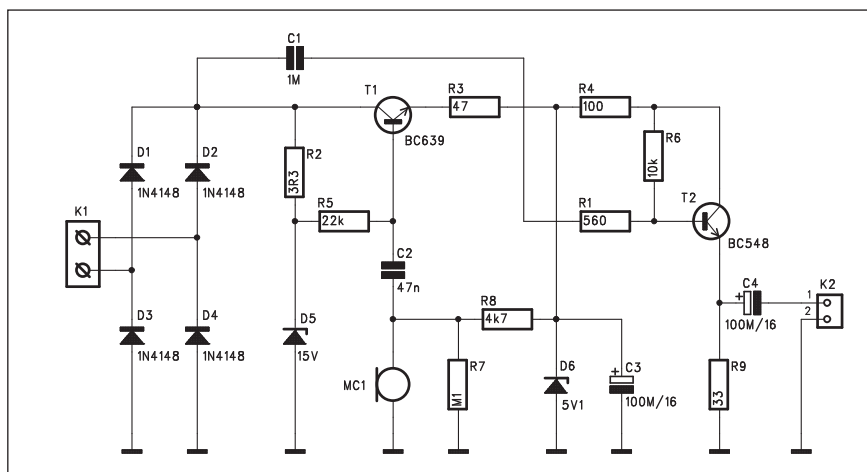 C1
1M
T1
BC639
R3
47
R4
100
R6
10k
D1
1N4148
D2
1N4148
R2
3R3
R5
22k
R1
560
T2
BC548
K1
C2
47n
R8
4k7
C4
100M/16
+
K2
1
2
D3
1N4148
D4
1N4148
D5
15V
MC1
R7
M1
D6
5V1
C3
100M/16
+
R9
33